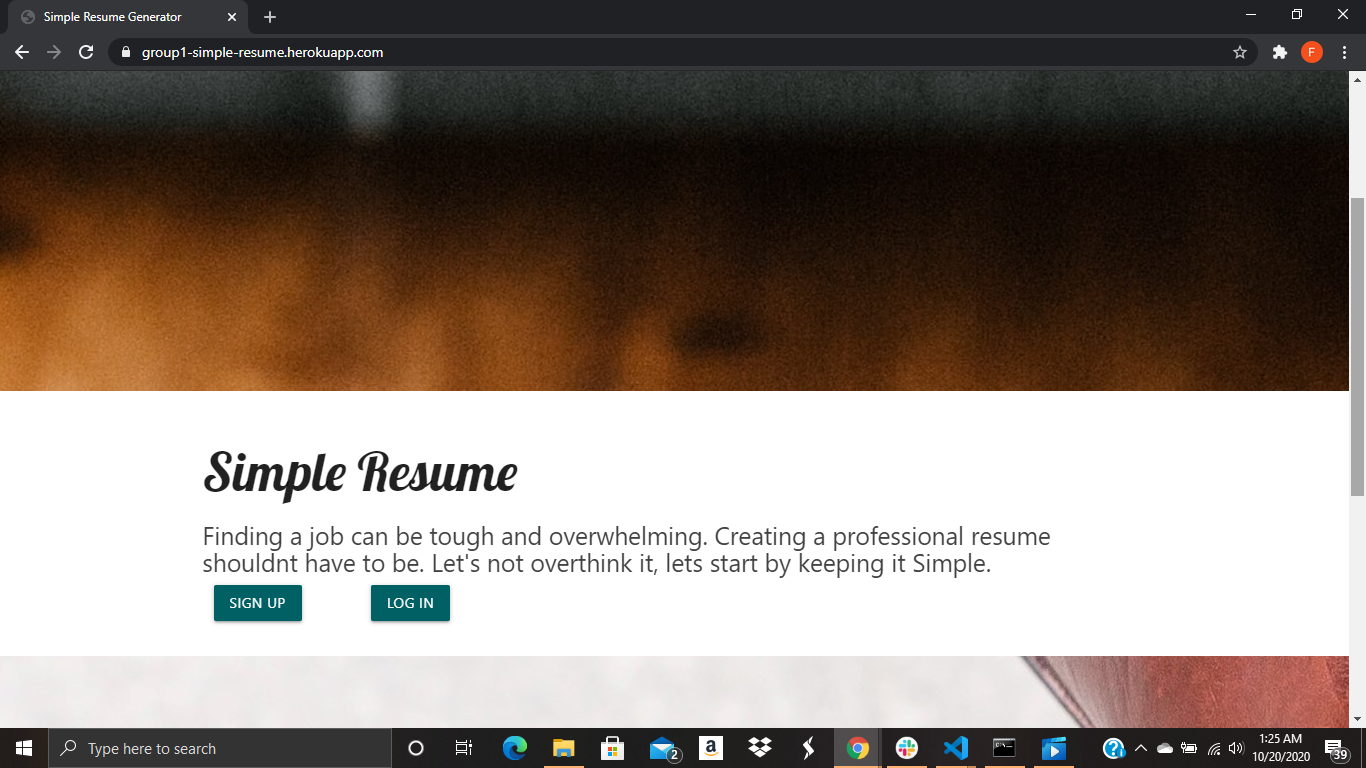 Simple Resume Generator
group1-simple-resume.herokuapp.com
F
Simple Resume
Finding a job can be tough and overwhelming. Creating a professional resume
shouldnt have to be. Let's not overthink it, lets start by keeping it Simple.
SIGN UP LOG IN
Type here to search
2
a
C:\_
?
1:25 AM
10/20/2020
39